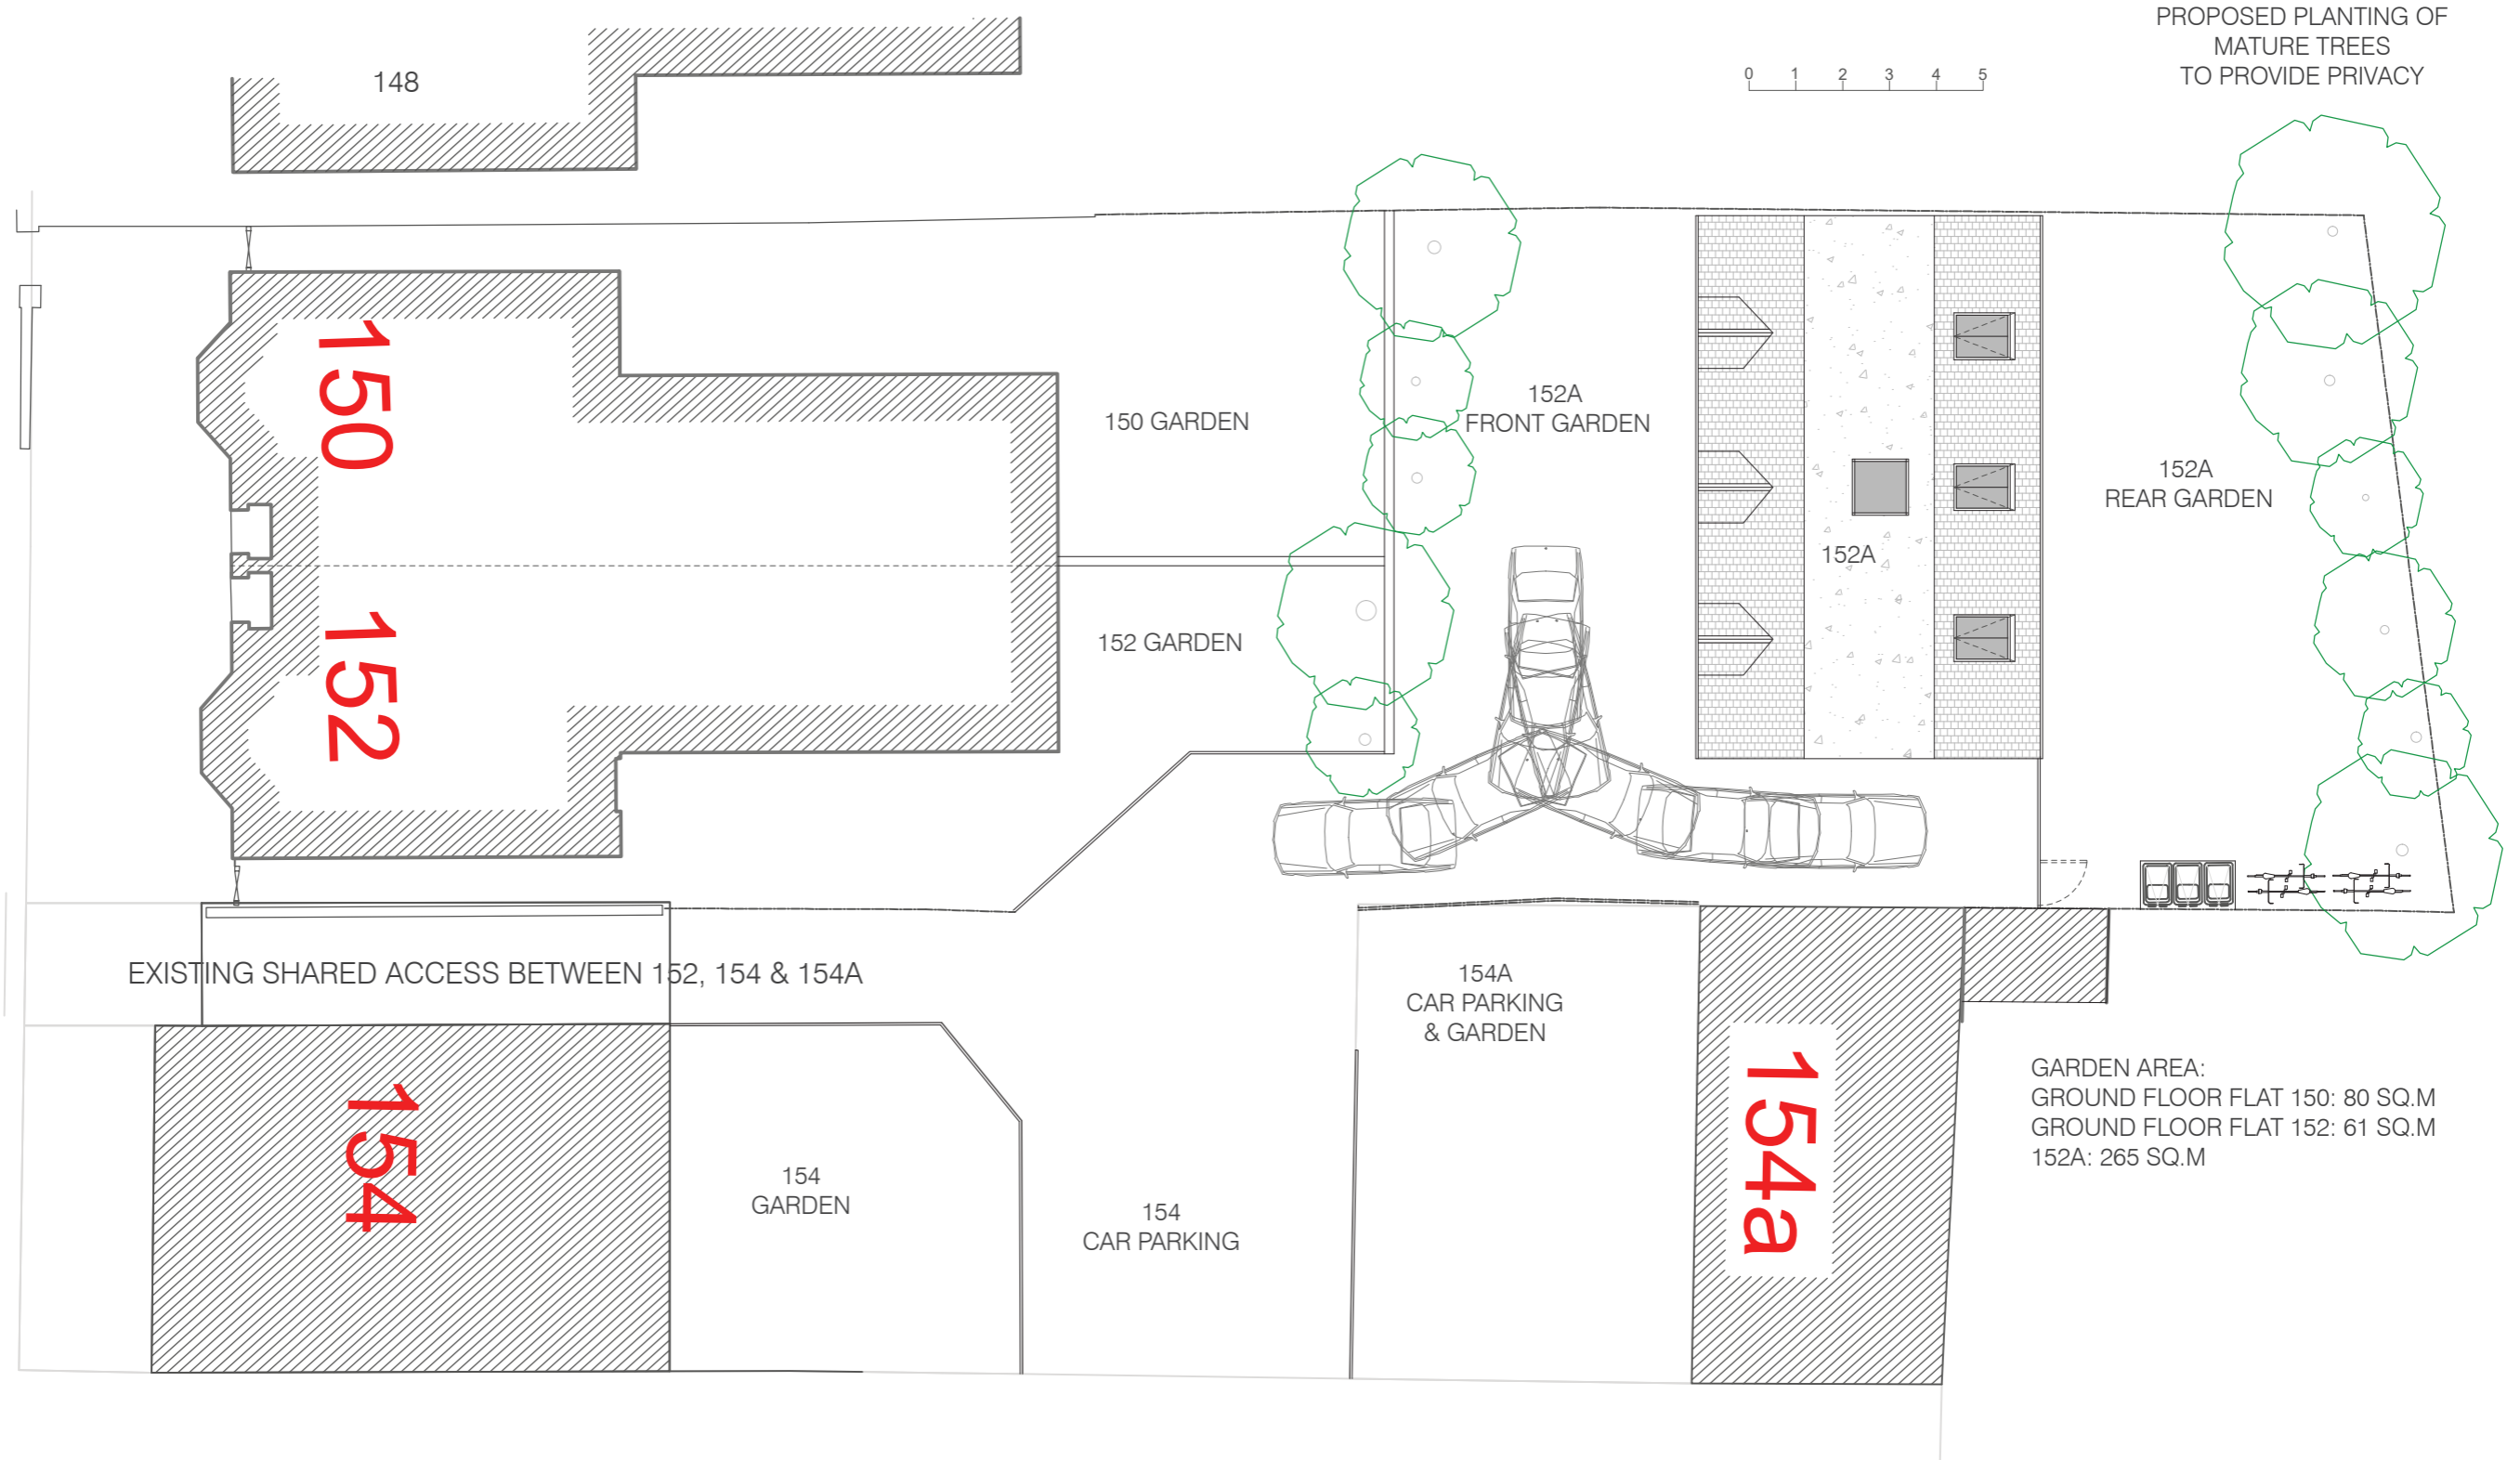 PROPOSED PLANTING OF
MATURE TREES
TO PROVIDE PRIVACY
148
0 1 2 3 4 5
150
152
150 GARDEN
152 GARDEN
152A
FRONT GARDEN
152A
152A
REAR GARDEN
EXISTING SHARED ACCESS BETWEEN 152, 154 & 154A
154
154
GARDEN
154
CAR PARKING
154A
CAR PARKING
& GARDEN
154a
GARDEN AREA:
GROUND FLOOR FLAT 150: 80 SQ.M
GROUND FLOOR FLAT 152: 61 SQ.M
152A: 265 SQ.M